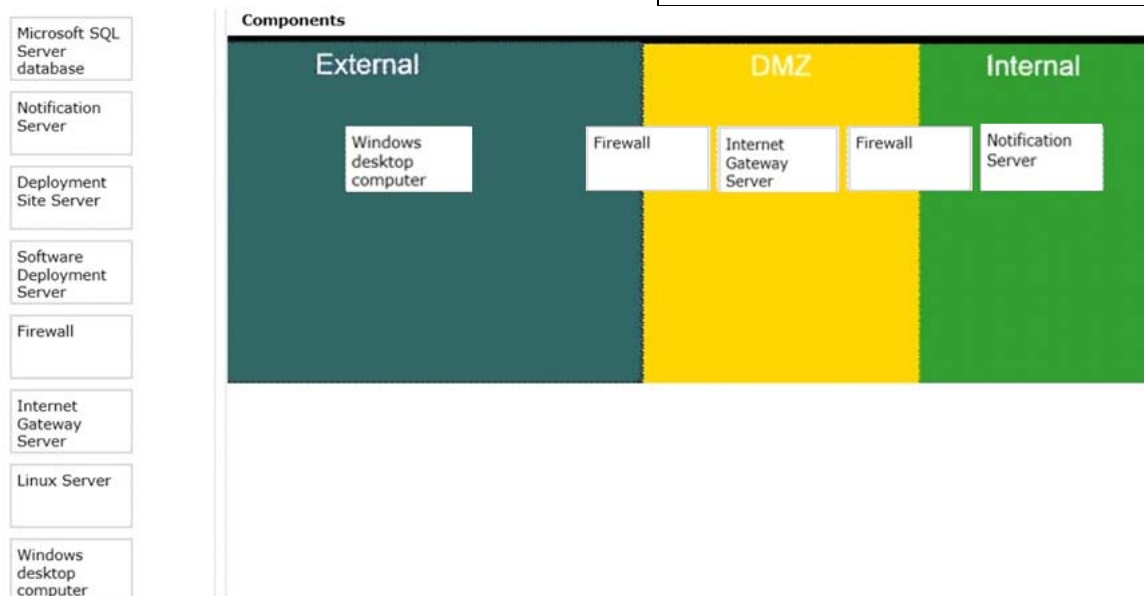 Microsoft SQL
Server
database
Notification
Server
Deployment
Site Server
Software
Deployment
Server
Firewall
Internet
Gateway
Server
Linux Server
Windows
desktop
computer
Components
External
DMZ
Internal
Windows
desktop
computer
Firewall
Internet
Gateway
Server
Firewall
Notification
Server